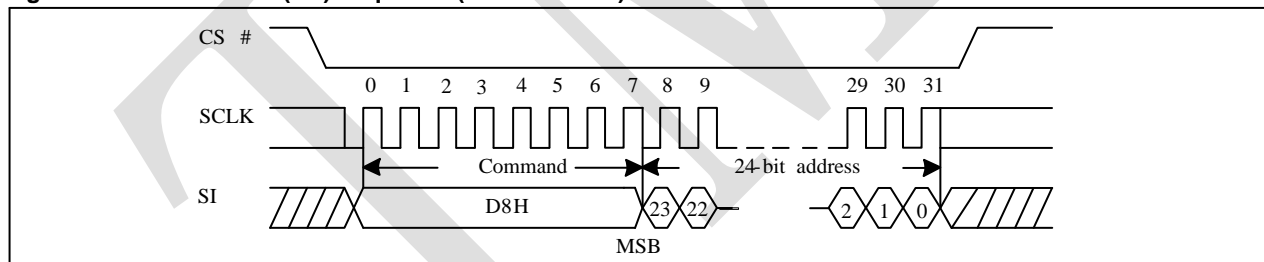 CS #
0 1 2 3 4 5 6 7 8 9 29 30 31
SCLK
Command 24-bit address
SI D8H 23 22 2 1 0
MSB